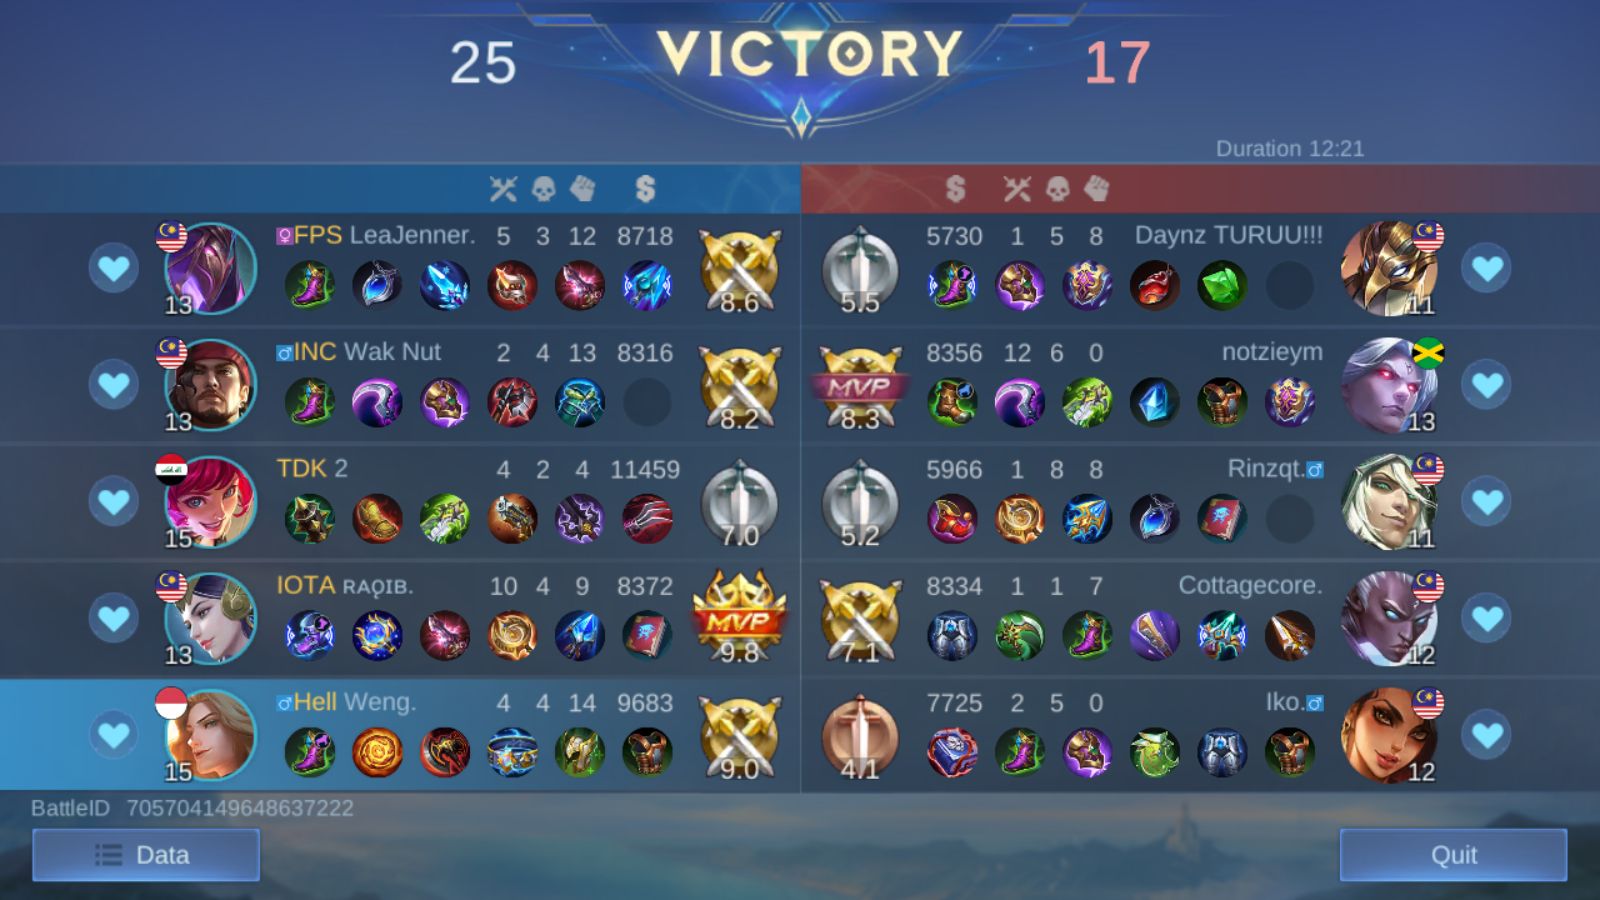 25 VICTORY 17
Duration 12:21
FPS LeaJenner. 5 3 12 8718
13 8.6
5730 1 5 8 Daynz TURUU!!!
5.5 11
INC Wak Nut 2 4 13 8316
13 8.2
8356 12 6 0 notzieym
MVP 8.3 13
TDK 2 4 2 4 11459
15 7.0
5966 1 8 8 Rinzqt.
5.2 11
IOTA ʀᴀǫɪʙ. 10 4 9 8372
13 MVP 9.8
8334 1 1 7 Cottagecore.
7.1 12
Hell Weng. 4 4 14 9683
15 9.0
7725 2 5 0 Iko.
4.1 12
BattleID 705704149648637222
Data
Quit